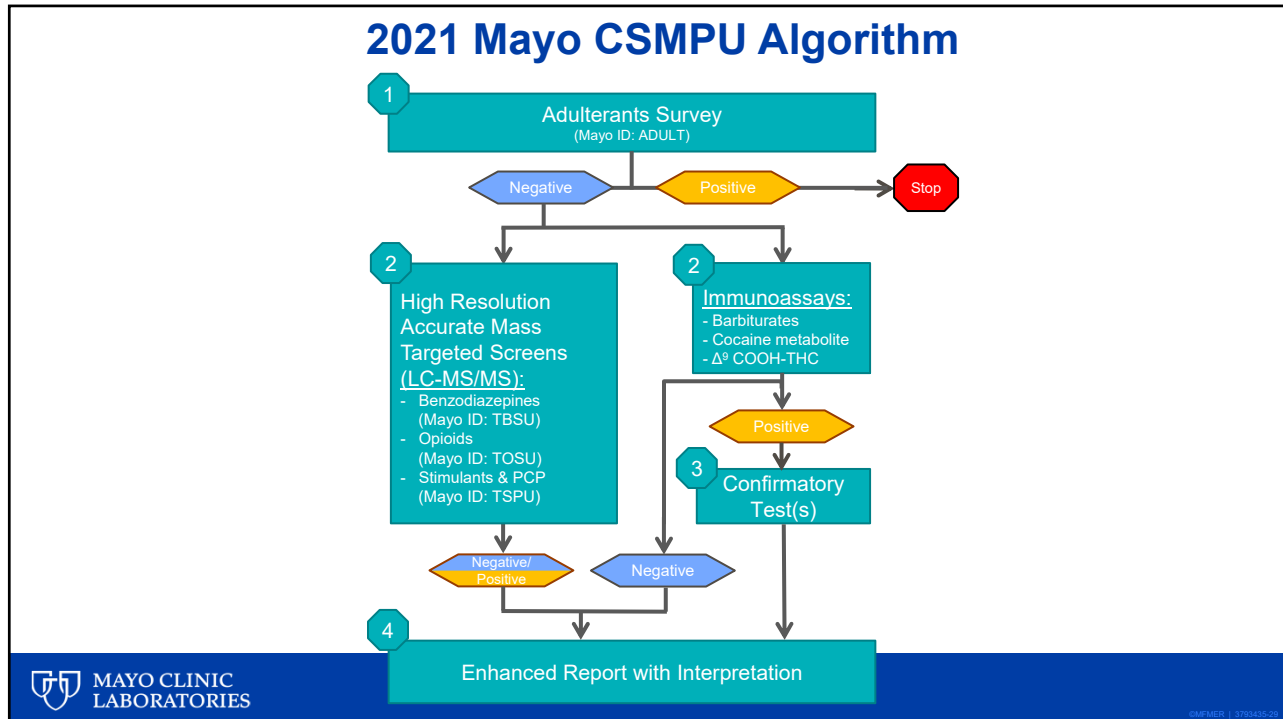 2021 Mayo CSMPU Algorithm
1
Adulterants Survey
(Mayo ID: ADULT)
Negative
Positive
Stop
2
High Resolution
Accurate Mass
Targeted Screens
(LC-MS/MS):
- Benzodiazepines
(Mayo ID: TBSU)
- Opioids
(Mayo ID: TOSU)
- Stimulants & PCP
(Mayo ID: TSPU)
2
Immunoassays:
- Barbiturates
- Cocaine metabolite
- Δ⁹ COOH-THC
Positive
3
Confirmatory
Test(s)
Negative/
Positive
Negative
4
Enhanced Report with Interpretation
MAYO CLINIC
LABORATORIES
©MFMER | 3793435-29